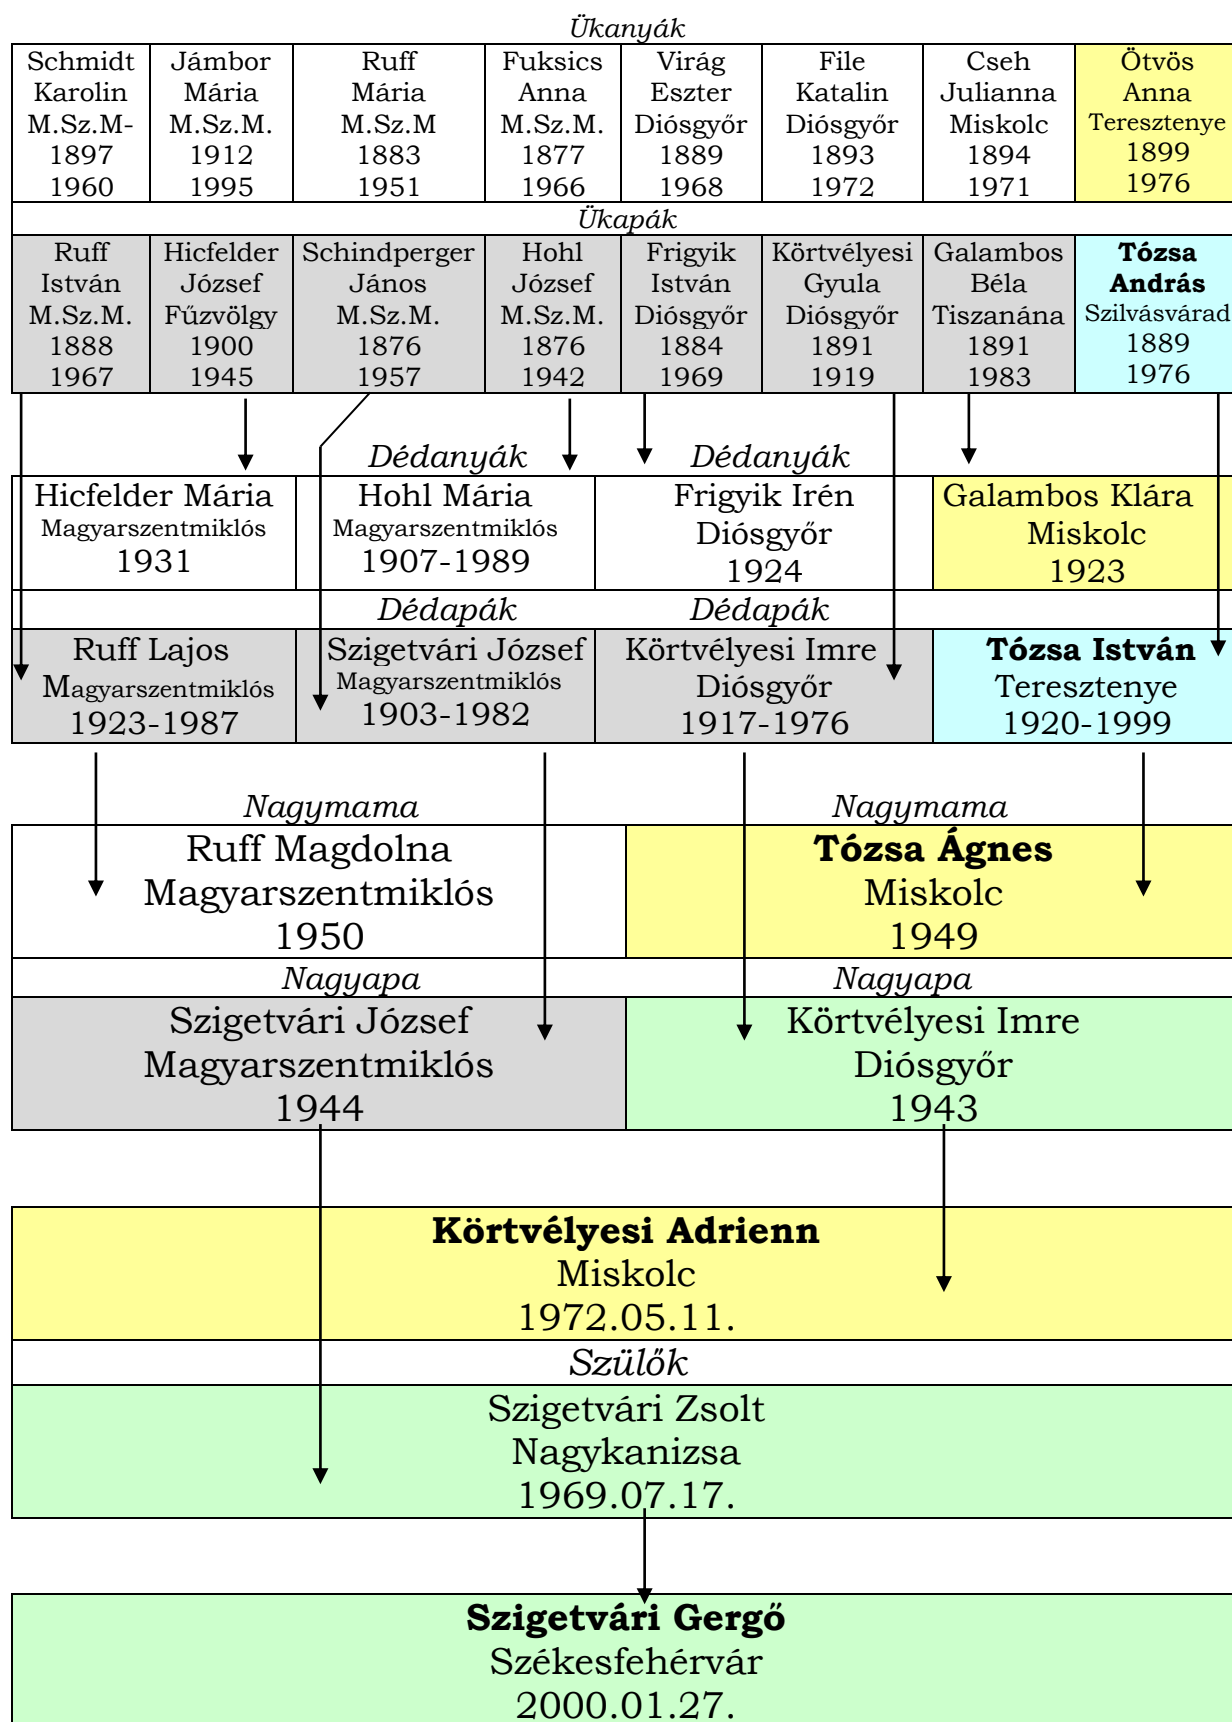 Ükanyák
Schmidt Karolin M.Sz.M- 1897 1960
Jámbor Mária M.Sz.M. 1912 1995
Ruff Mária M.Sz.M 1883 1951
Fuksics Anna M.Sz.M. 1877 1966
Virág Eszter Diósgyőr 1889 1968
File Katalin Diósgyőr 1893 1972
Cseh Julianna Miskolc 1894 1971
Ötvös Anna Teresztenye 1899 1976
Ükapák
Ruff István M.Sz.M. 1888 1967
Hicfelder József Fűzvölgy 1900 1945
Schindperger János M.Sz.M. 1876 1957
Hohl József M.Sz.M. 1876 1942
Frigyik István Diósgyőr 1884 1969
Körtvélyesi Gyula Diósgyőr 1891 1919
Galambos Béla Tiszanána 1891 1983
Tózsa András Szilvásvárad 1889 1976
Dédanyák Dédanyák
Hicfelder Mária Magyarszentmiklós 1931
Hohl Mária Magyarszentmiklós 1907-1989
Frigyik Irén Diósgyőr 1924
Galambos Klára Miskolc 1923
Dédapák Dédapák
Ruff Lajos Magyarszentmiklós 1923-1987
Szigetvári József Magyarszentmiklós 1903-1982
Körtvélyesi Imre Diósgyőr 1917-1976
Tózsa István Teresztenye 1920-1999
Nagymama Nagymama
Ruff Magdolna Magyarszentmiklós 1950
Tózsa Ágnes Miskolc 1949
Nagyapa Nagyapa
Szigetvári József Magyarszentmiklós 1944
Körtvélyesi Imre Diósgyőr 1943
Körtvélyesi Adrienn
Miskolc
1972.05.11.
Szülők
Szigetvári Zsolt
Nagykanizsa
1969.07.17.
Szigetvári Gergő
Székesfehérvár
2000.01.27.